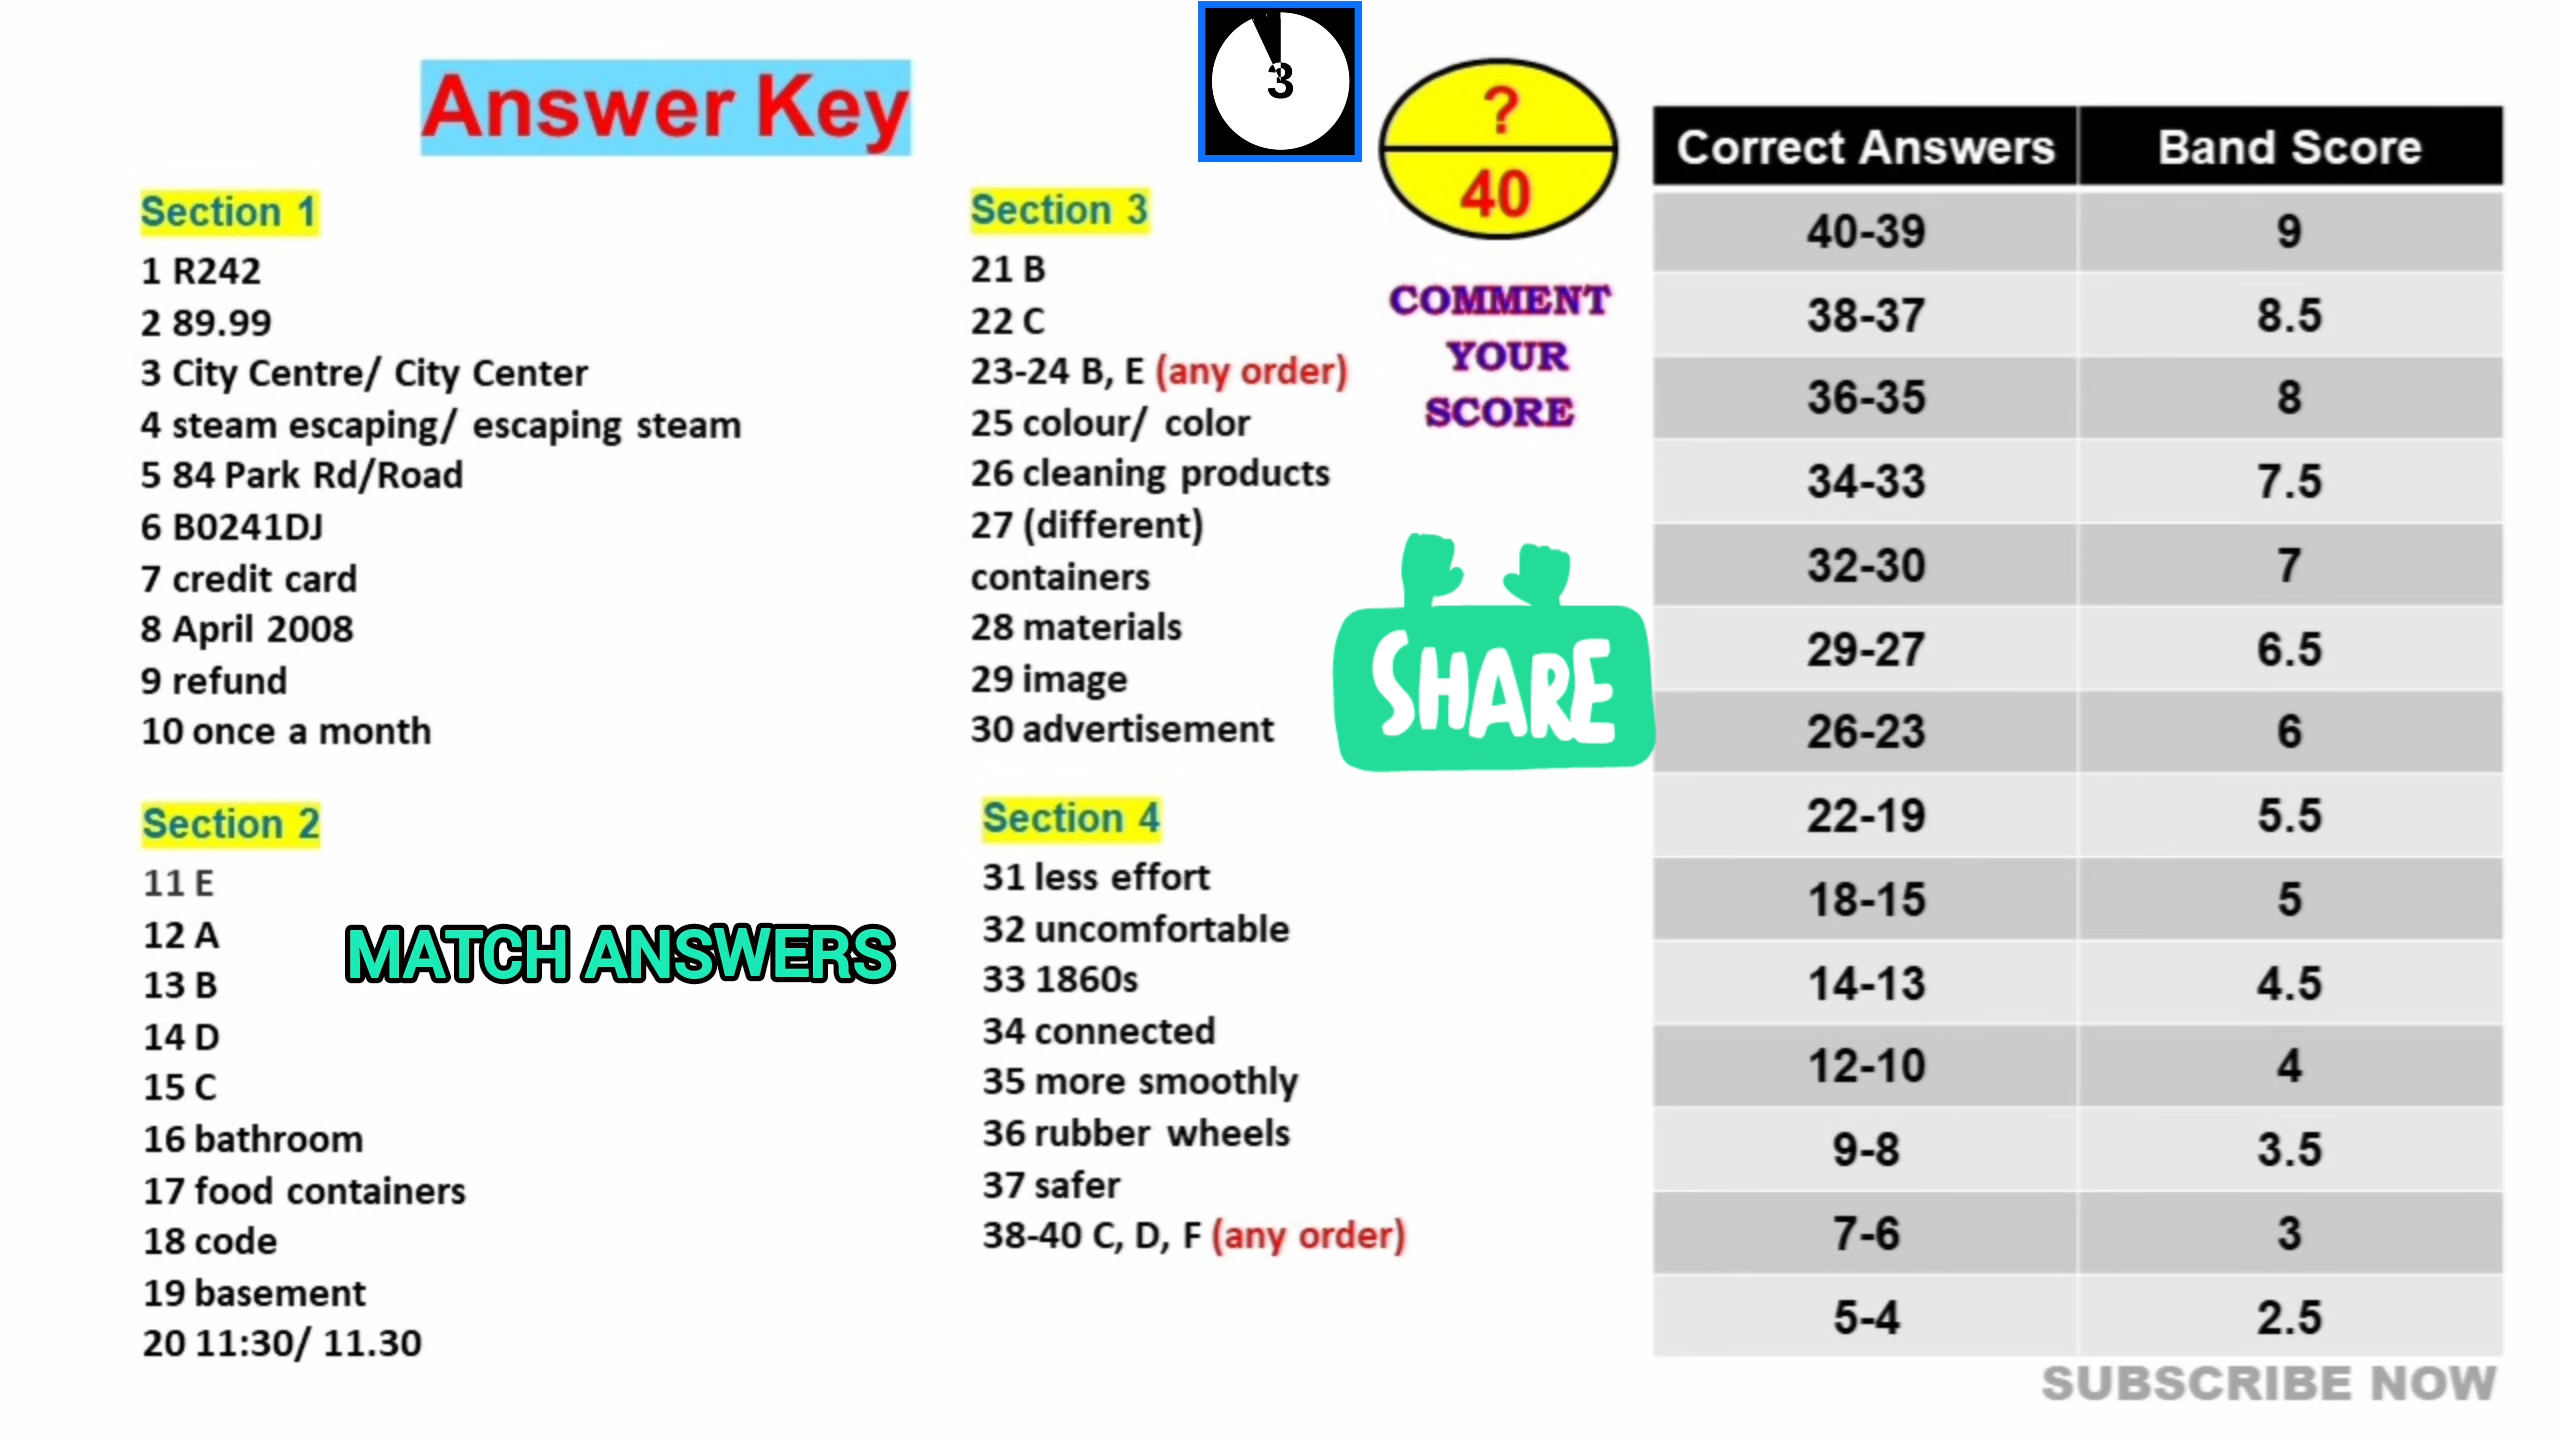 Answer Key
3
?
40
COMMENT
YOUR
SCORE
Section 1
1 R242
2 89.99
3 City Centre/ City Center
4 steam escaping/ escaping steam
5 84 Park Rd/Road
6 B0241DJ
7 credit card
8 April 2008
9 refund
10 once a month
Section 2
11 E
12 A
13 B
14 D
15 C
16 bathroom
17 food containers
18 code
19 basement
20 11:30/ 11.30
MATCH ANSWERS
Section 3
21 B
22 C
23-24 B, E (any order)
25 colour/ color
26 cleaning products
27 (different)
containers
28 materials
29 image
30 advertisement
SHARE
Section 4
31 less effort
32 uncomfortable
33 1860s
34 connected
35 more smoothly
36 rubber wheels
37 safer
38-40 C, D, F (any order)
Correct Answers Band Score
40-39 9
38-37 8.5
36-35 8
34-33 7.5
32-30 7
29-27 6.5
26-23 6
22-19 5.5
18-15 5
14-13 4.5
12-10 4
9-8 3.5
7-6 3
5-4 2.5
SUBSCRIBE NOW